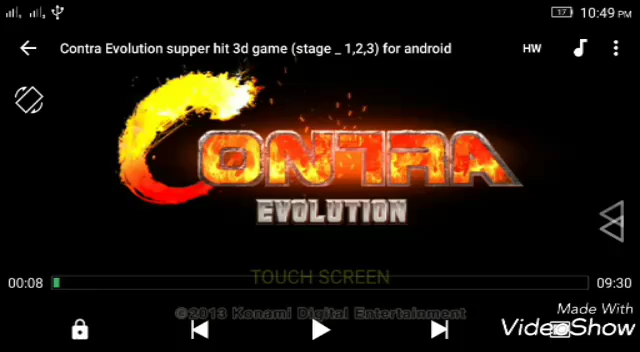 17 10:49 PM
Contra Evolution supper hit 3d game (stage _ 1,2,3) for android HW
CONTRA
EVOLUTION
00:08 09:30
TOUCH SCREEN
©2013 Konami Digital Entertainment
Made With
VideoShow